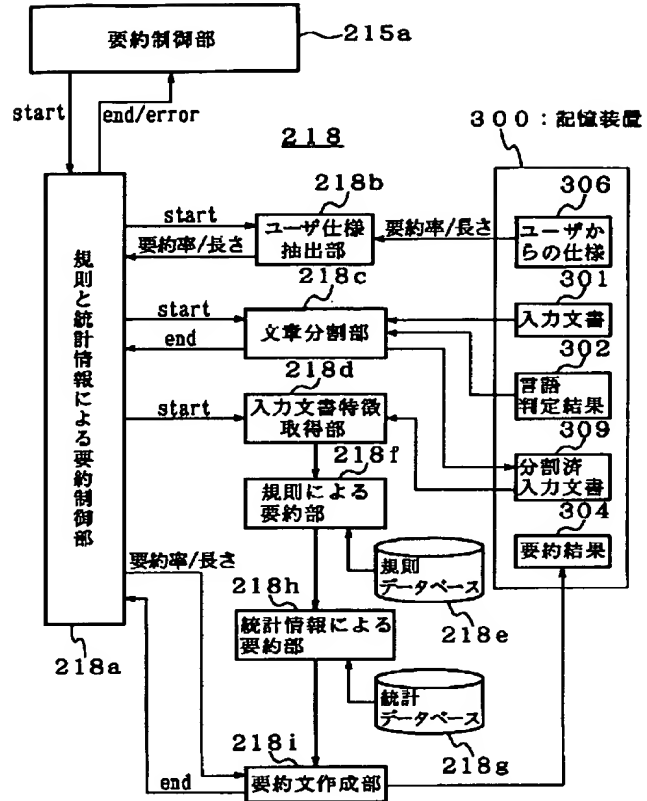 要約制御部
215a
start
end/error
218
300:記憶装置
218b
306
start
ユーザ仕様
抽出部
要約率/長さ
要約率/長さ
ユーザか
らの仕様
218c
301
start
文章分割部
入力文書
end
302
218d
言語
判定結果
start
入力文書特徴
取得部
309
218f
分割済
入力文書
規則による
要約部
304
要約結果
規則と統計情報による要約制御部
要約率/長さ
規則
データベース
218h
218e
統計情報による
要約部
218a
統計
データベース
218i
218g
end
要約文作成部